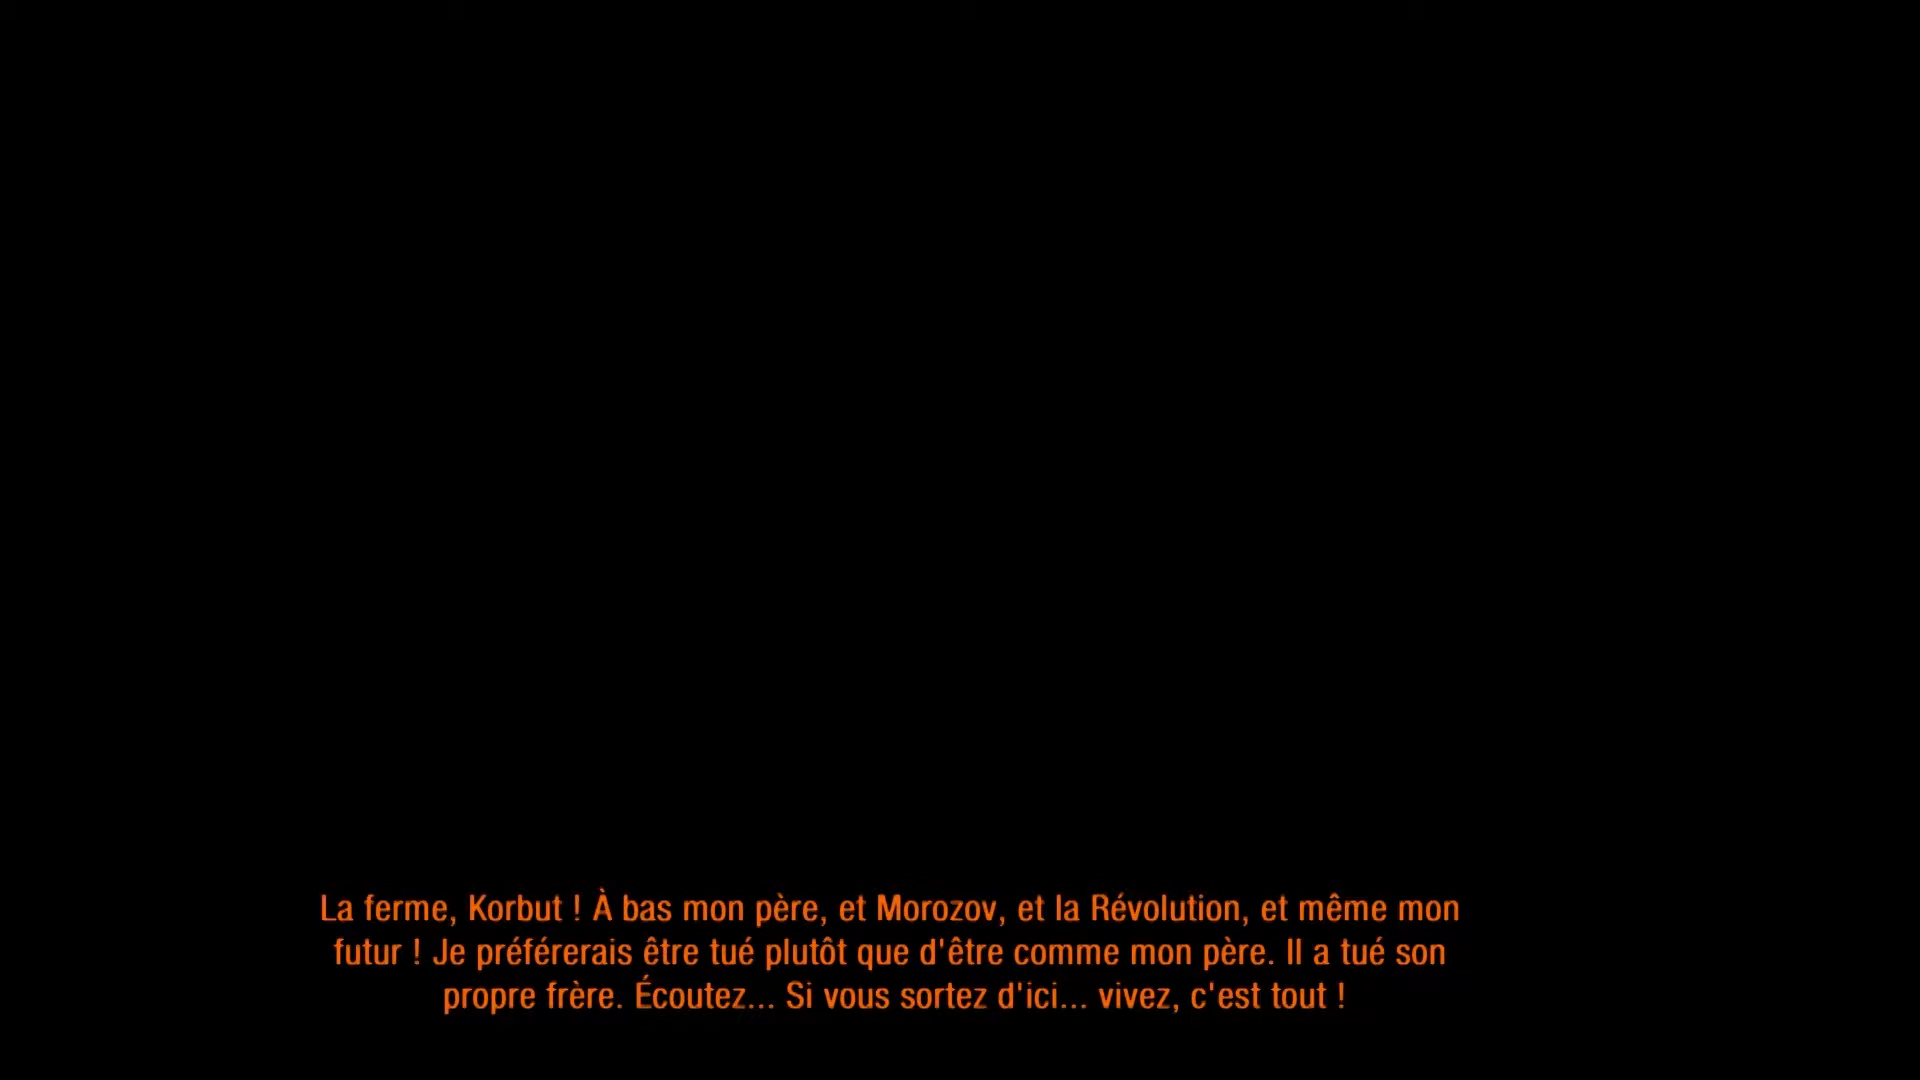 La ferme, Korbut ! À bas mon père, et Morozov, et la Révolution, et même mon
futur ! Je préférerais être tué plutôt que d'être comme mon père. Il a tué son
propre frère. Écoutez... Si vous sortez d'ici... vivez, c'est tout !